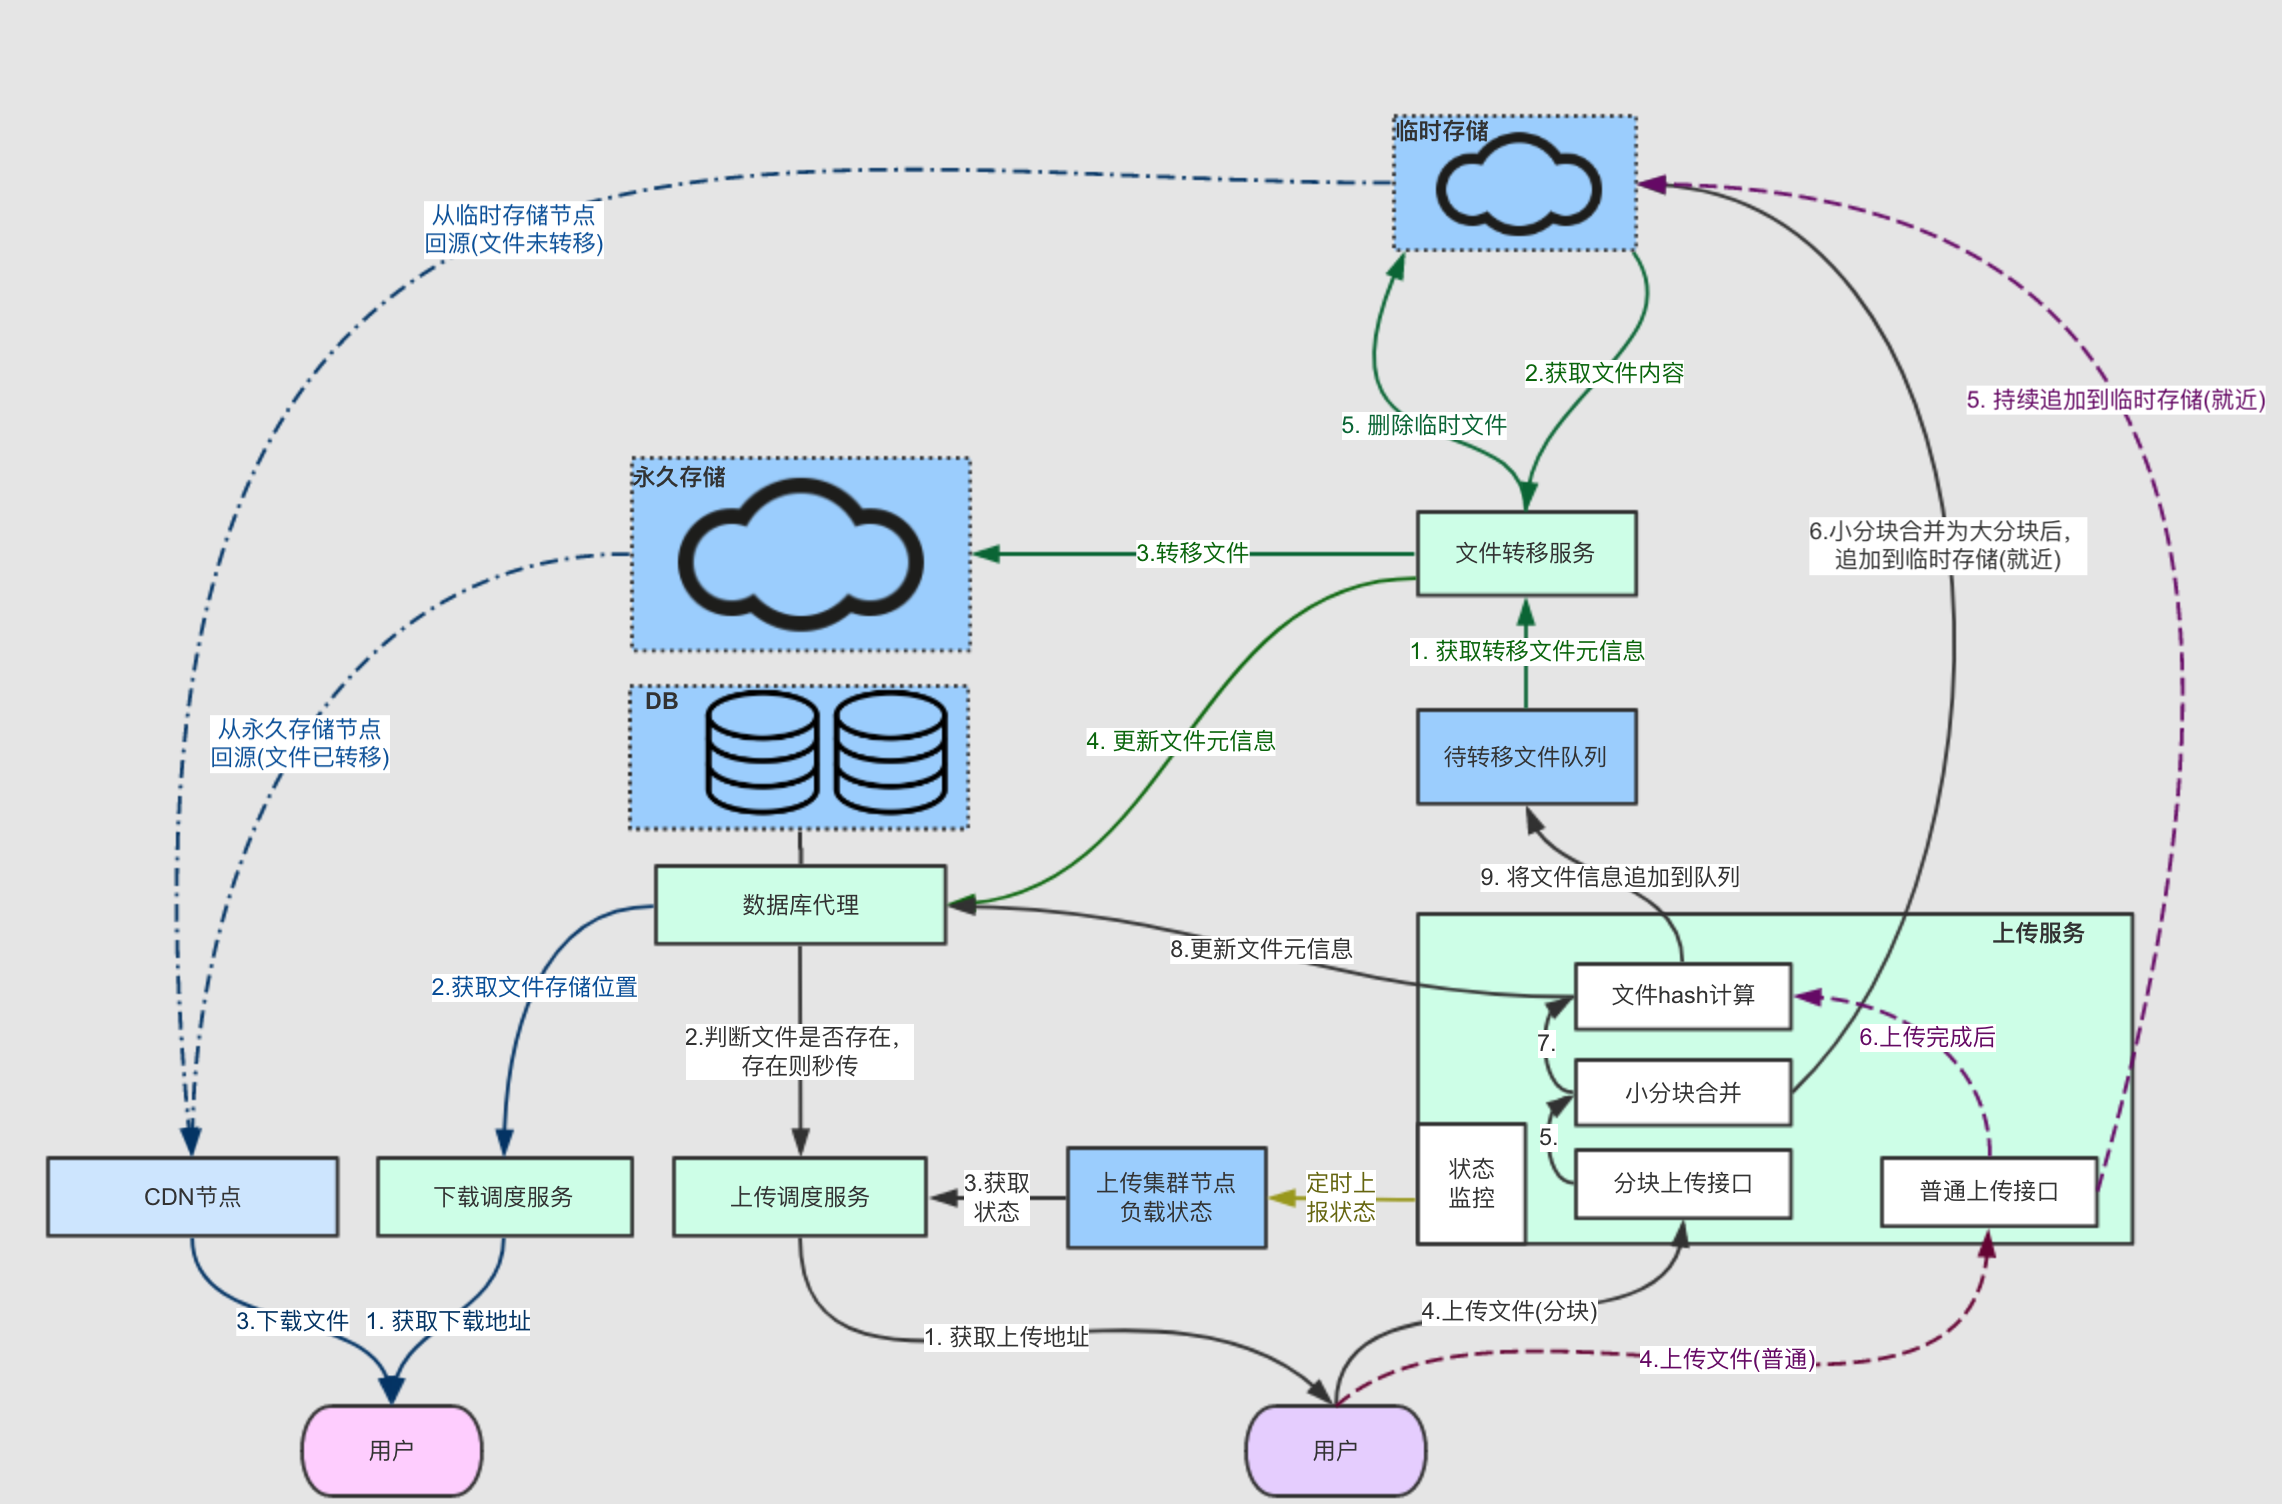 临时存储
从临时存储节点
回源(文件未转移)
2.获取文件内容
5. 持续追加到临时存储(就近)
5. 删除临时文件
永久存储
6.小分块合并为大分块后，
追加到临时存储(就近)
3.转移文件
文件转移服务
1. 获取转移文件元信息
DB
从永久存储节点
回源(文件已转移)
4. 更新文件元信息
待转移文件队列
9. 将文件信息追加到队列
数据库代理
上传服务
8.更新文件元信息
2.获取文件存储位置
文件hash计算
2.判断文件是否存在，
存在则秒传
7.
6.上传完成后
小分块合并
5.
状态
监控
分块上传接口
普通上传接口
CDN节点
下载调度服务
上传调度服务
3.获取
状态
上传集群节点
负载状态
定时上
报状态
3.下载文件
1. 获取下载地址
1. 获取上传地址
4.上传文件(分块)
4.上传文件(普通)
用户
用户